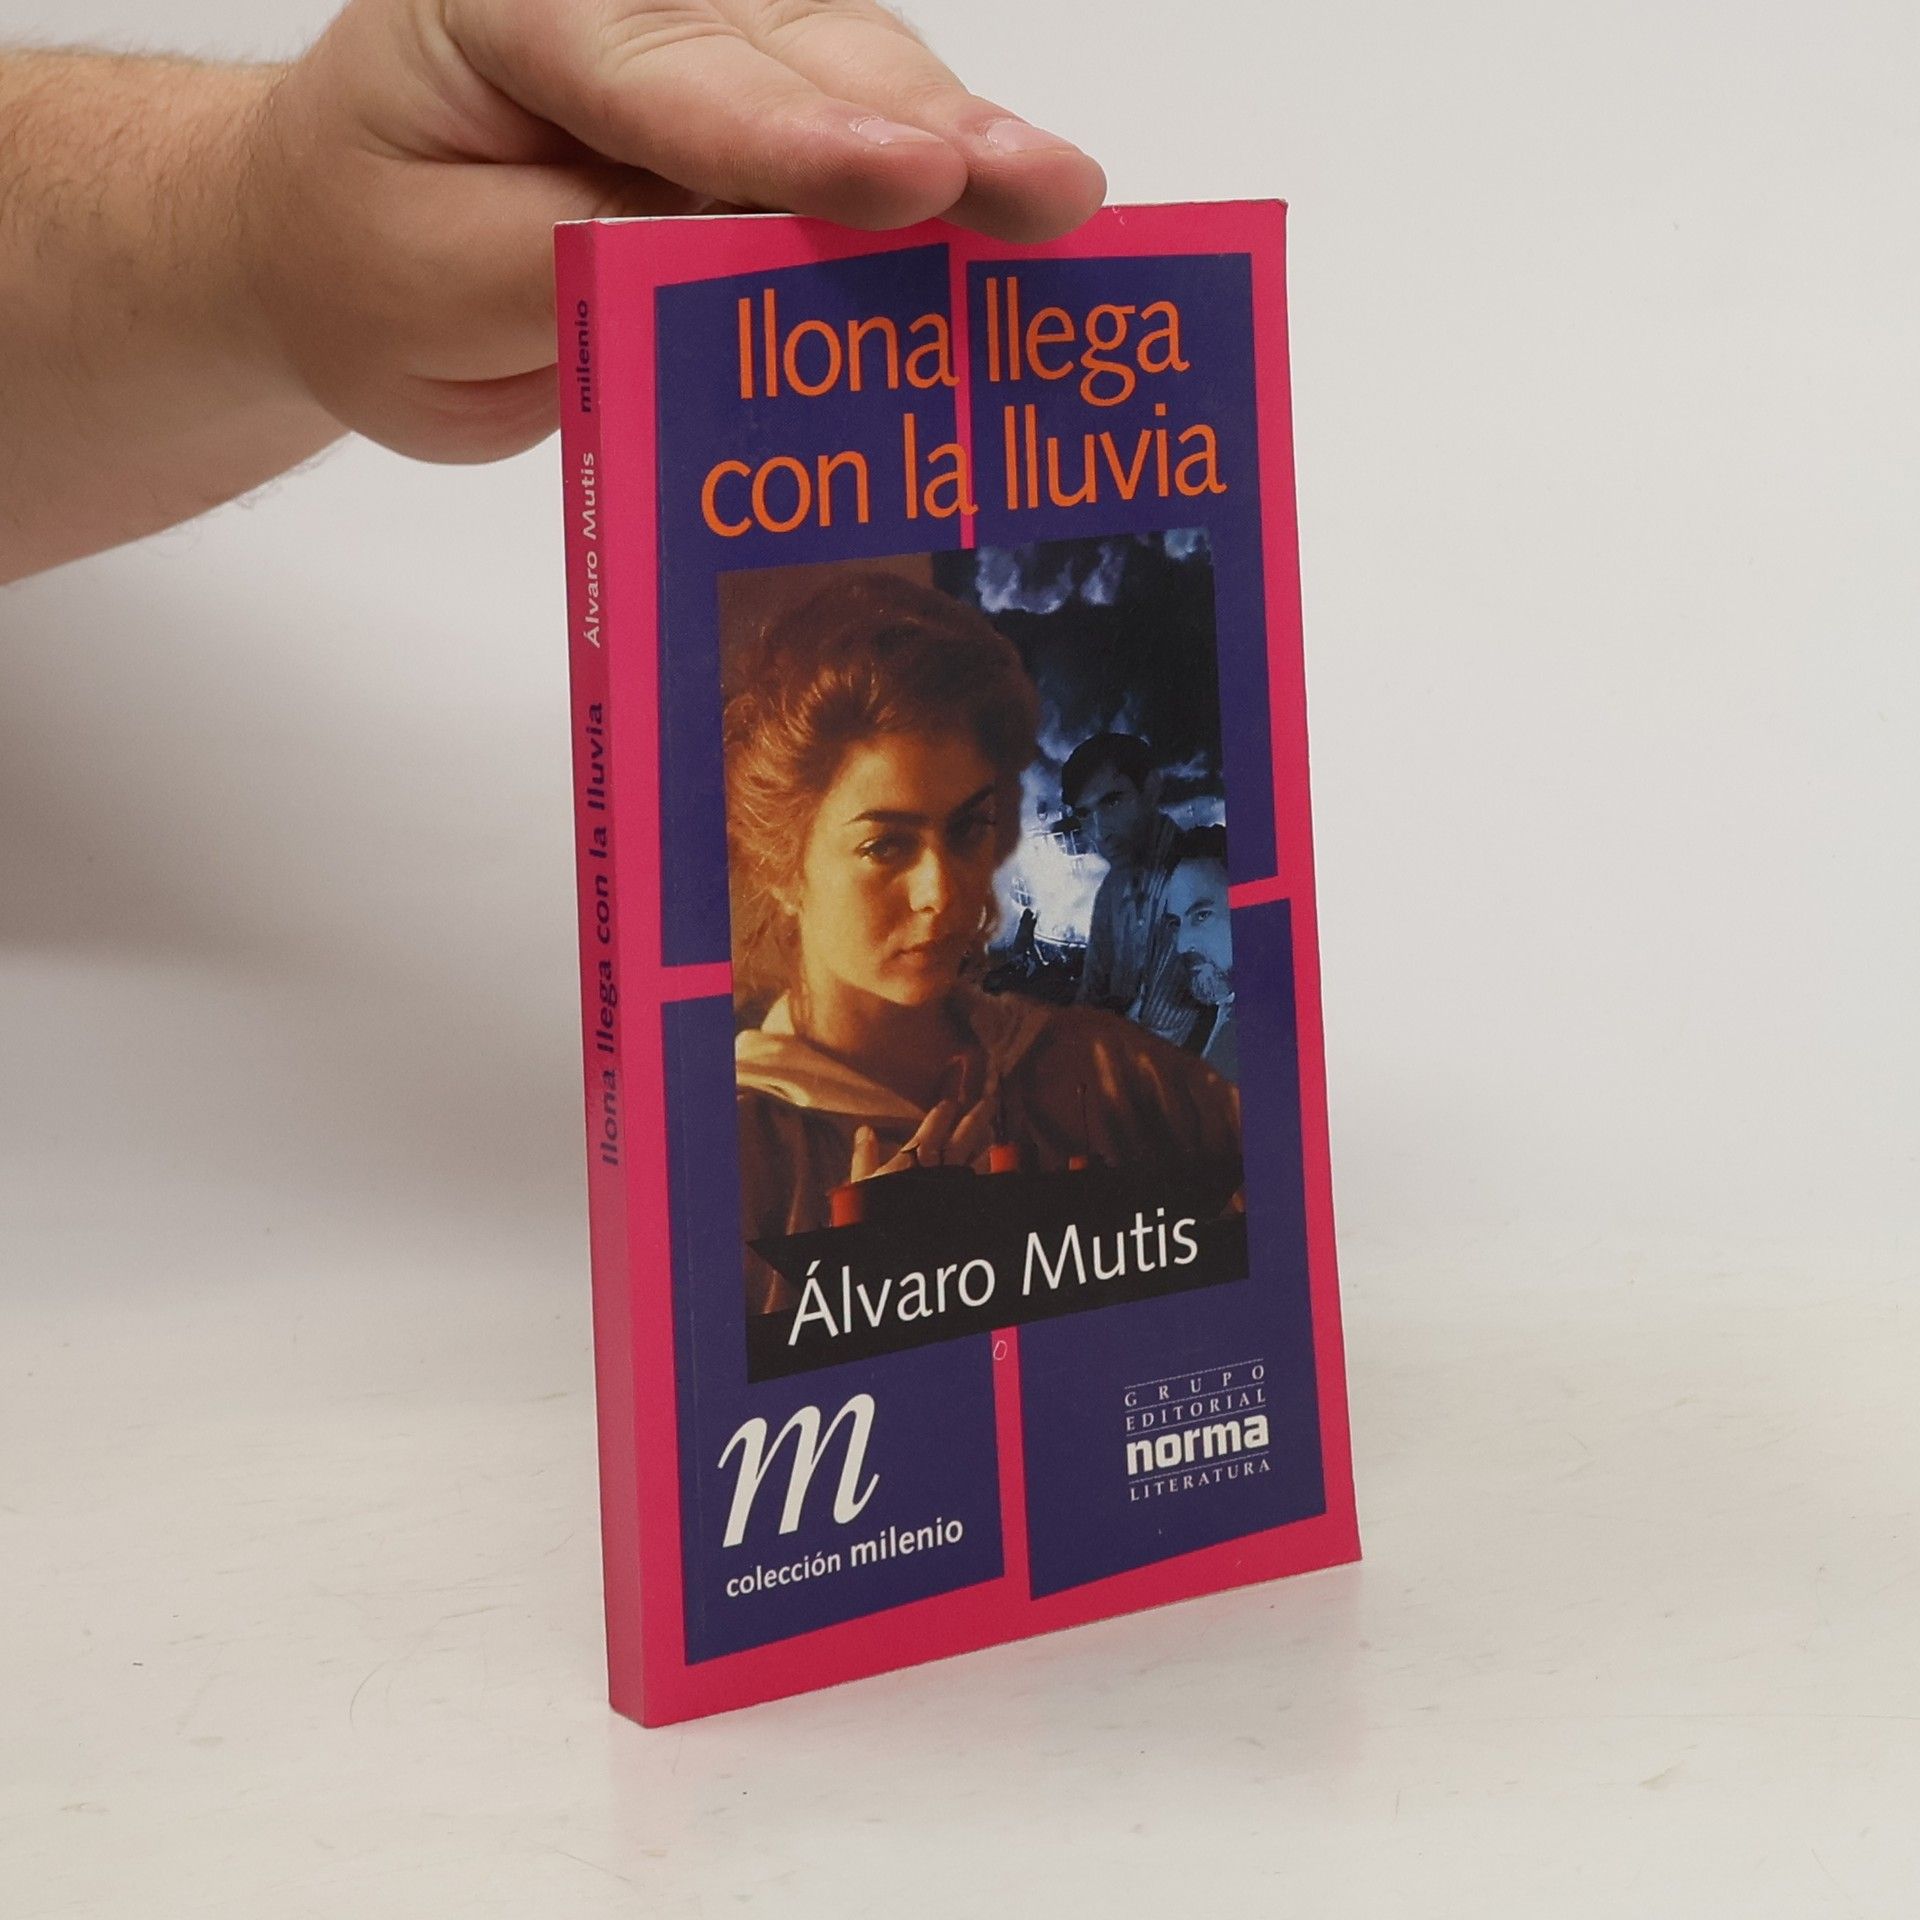 Ilona llega
con la lluvia
Álvaro Mutis
m
colección milenio
GRUPO
EDITORIAL
norma
LITERATURA
Ilona llega con la lluvia Álvaro Mutis milenio